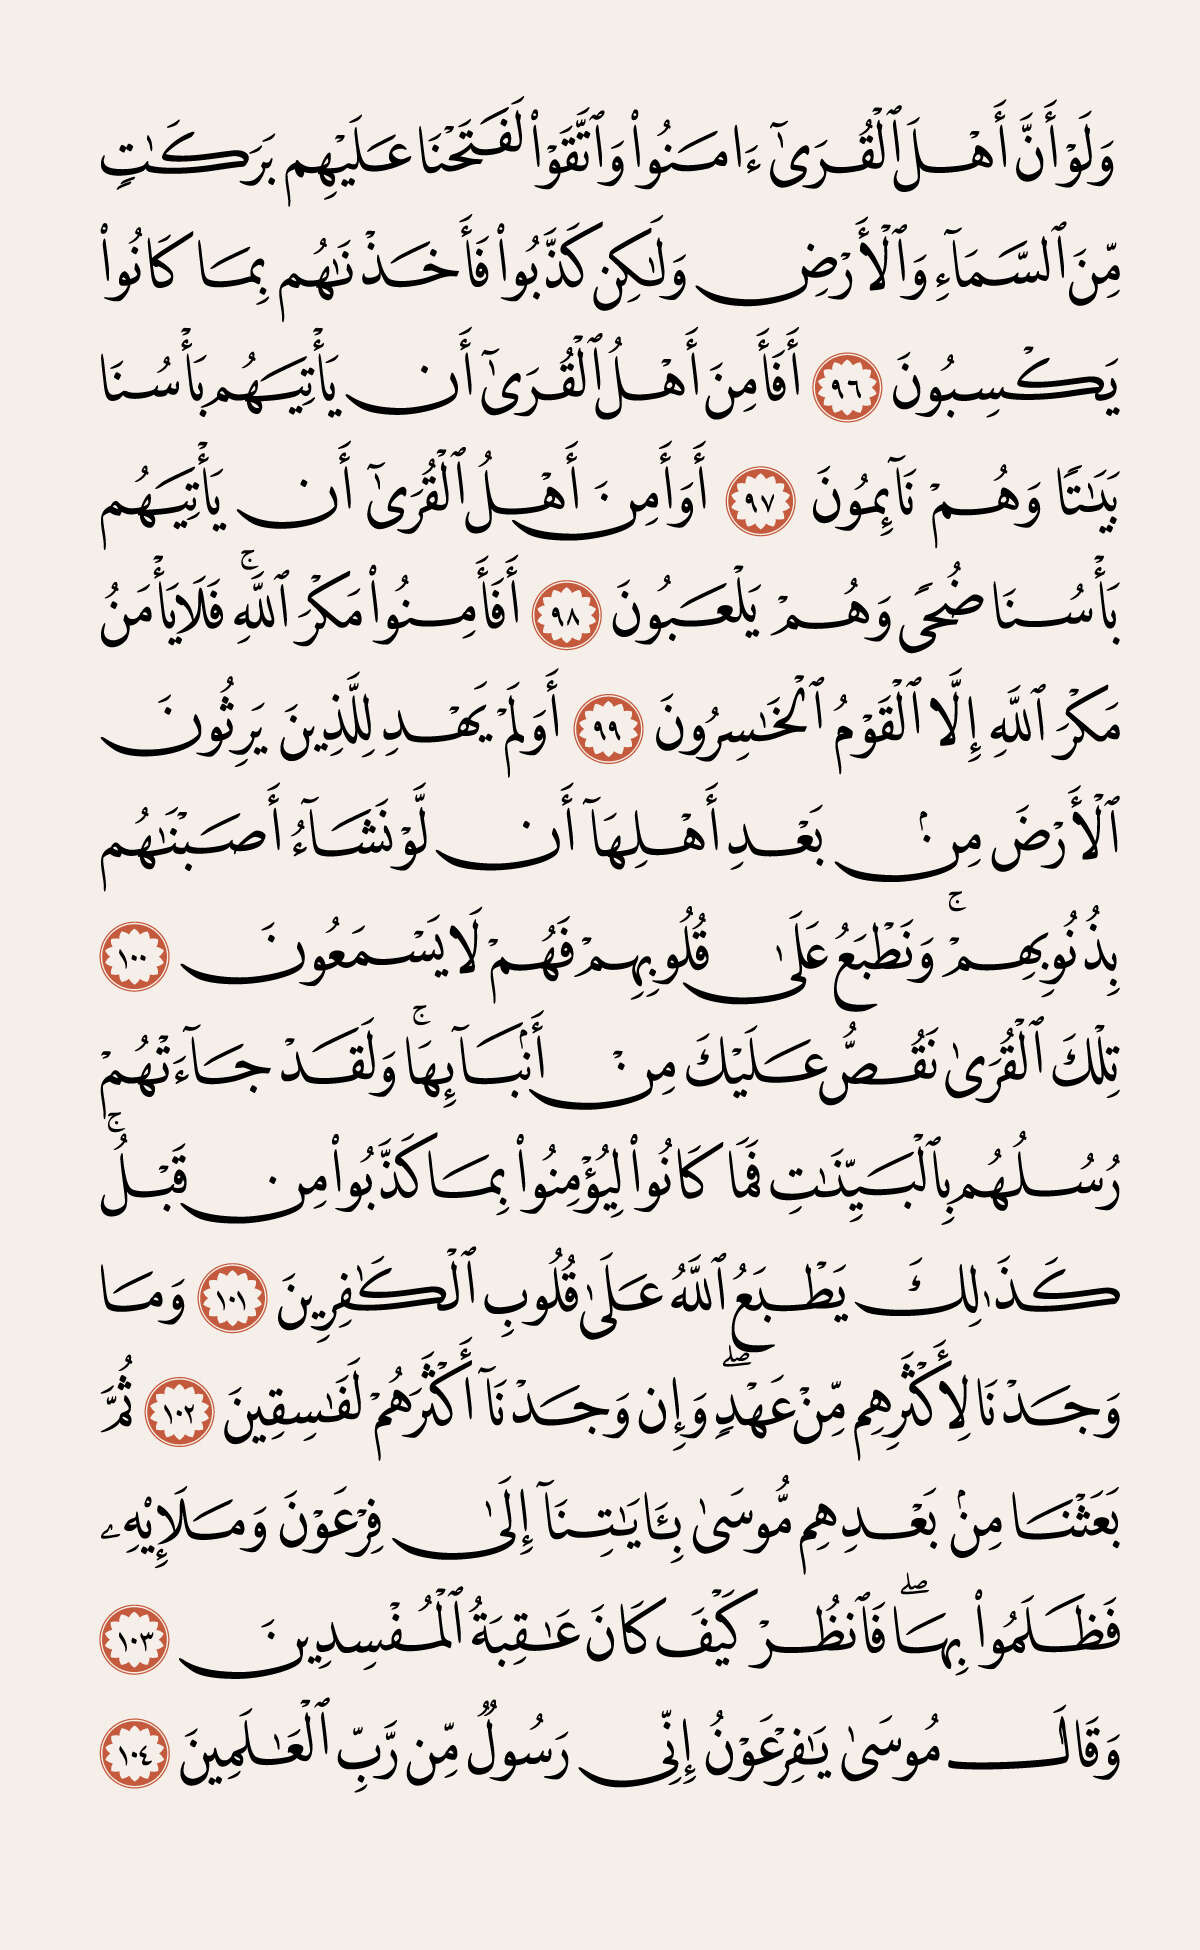 وَلَوْ أَنَّ أَهْلَ ٱلْقُرَىٰٓ ءَامَنُوا۟ وَٱتَّقَوْا۟ لَفَتَحْنَا عَلَيْهِم بَرَكَٰتٍ
مِّنَ ٱلسَّمَآءِ وَٱلْأَرْضِ وَلَٰكِن كَذَّبُوا۟ فَأَخَذْنَٰهُم بِمَا كَانُوا۟
يَكْسِبُونَ ٩٦ أَفَأَمِنَ أَهْلُ ٱلْقُرَىٰٓ أَن يَأْتِيَهُم بَأْسُنَا
بَيَٰتًا وَهُمْ نَآئِمُونَ ٩٧ أَوَأَمِنَ أَهْلُ ٱلْقُرَىٰٓ أَن يَأْتِيَهُم
بَأْسُنَا ضُحًى وَهُمْ يَلْعَبُونَ ٩٨ أَفَأَمِنُوا۟ مَكْرَ ٱللَّهِ ۚ فَلَا يَأْمَنُ
مَكْرَ ٱللَّهِ إِلَّا ٱلْقَوْمُ ٱلْخَٰسِرُونَ ٩٩ أَوَلَمْ يَهْدِ لِلَّذِينَ يَرِثُونَ
ٱلْأَرْضَ مِنۢ بَعْدِ أَهْلِهَآ أَن لَّوْ نَشَآءُ أَصَبْنَٰهُم
بِذُنُوبِهِمْ ۚ وَنَطْبَعُ عَلَىٰ قُلُوبِهِمْ فَهُمْ لَا يَسْمَعُونَ ١٠٠
تِلْكَ ٱلْقُرَىٰ نَقُصُّ عَلَيْكَ مِنْ أَنۢبَآئِهَا ۚ وَلَقَدْ جَآءَتْهُمْ
رُسُلُهُم بِٱلْبَيِّنَٰتِ فَمَا كَانُوا۟ لِيُؤْمِنُوا۟ بِمَا كَذَّبُوا۟ مِن قَبْلُ ۚ
كَذَٰلِكَ يَطْبَعُ ٱللَّهُ عَلَىٰ قُلُوبِ ٱلْكَٰفِرِينَ ١٠١ وَمَا
وَجَدْنَا لِأَكْثَرِهِم مِّنْ عَهْدٍ ۖ وَإِن وَجَدْنَآ أَكْثَرَهُمْ لَفَٰسِقِينَ ١٠٢ ثُمَّ
بَعَثْنَا مِنۢ بَعْدِهِم مُّوسَىٰ بِـَٔايَٰتِنَآ إِلَىٰ فِرْعَوْنَ وَمَلَإِي۟هِۦ
فَظَلَمُوا۟ بِهَا ۖ فَٱنظُرْ كَيْفَ كَانَ عَٰقِبَةُ ٱلْمُفْسِدِينَ ١٠٣
وَقَالَ مُوسَىٰ يَٰفِرْعَوْنُ إِنِّى رَسُولٌ مِّن رَّبِّ ٱلْعَٰلَمِينَ ١٠٤